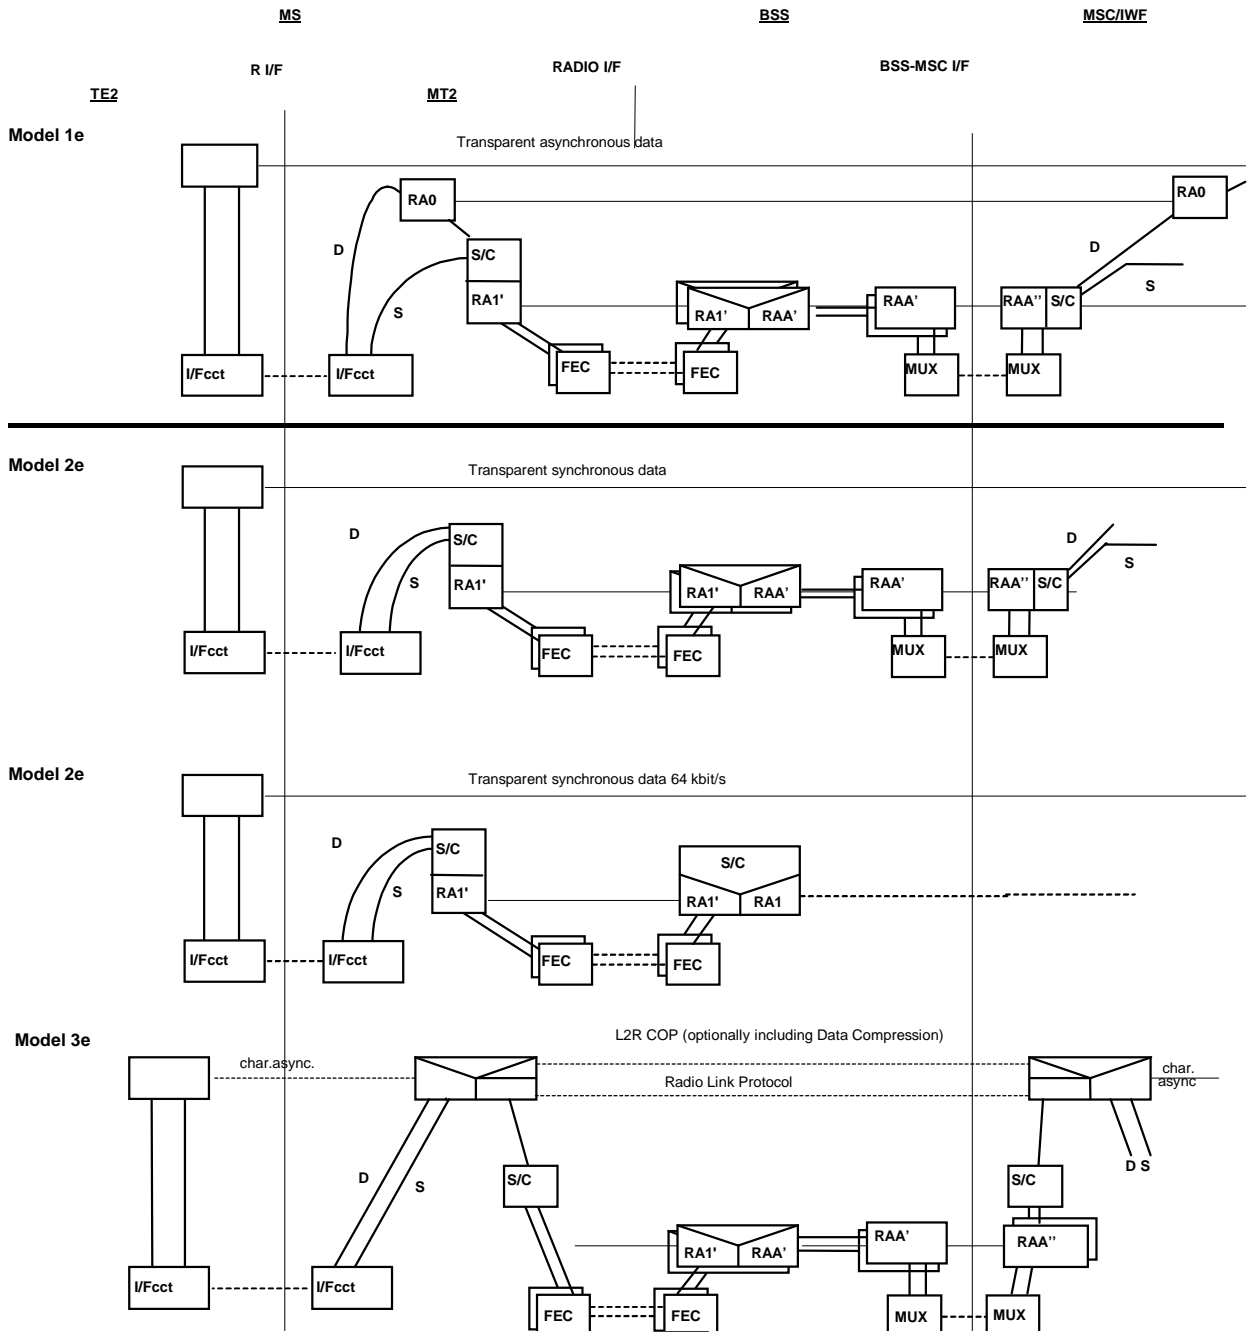 MS BSS MSC/IWF
R I/F RADIO I/F BSS-MSC I/F
TE2 MT2
Model 1e
Transparent asynchronous data
RA0 RA0
D S/C D
S RA1' RA1' RAA' RAA' RAA'' S/C S
I/Fcct I/Fcct FEC FEC MUX MUX
Model 2e
Transparent synchronous data
D S/C D
S RA1' RA1' RAA' RAA' RAA'' S/C S
I/Fcct I/Fcct FEC FEC MUX MUX
Model 2e
Transparent synchronous data 64 kbit/s
D S/C S/C
S RA1' RA1' RA1
I/Fcct I/Fcct FEC FEC
Model 3e
L2R COP (optionally including Data Compression)
char.async. char.
Radio Link Protocol async
D S S/C S/C D S
RA1' RAA' RAA' RAA''
I/Fcct I/Fcct FEC FEC MUX MUX